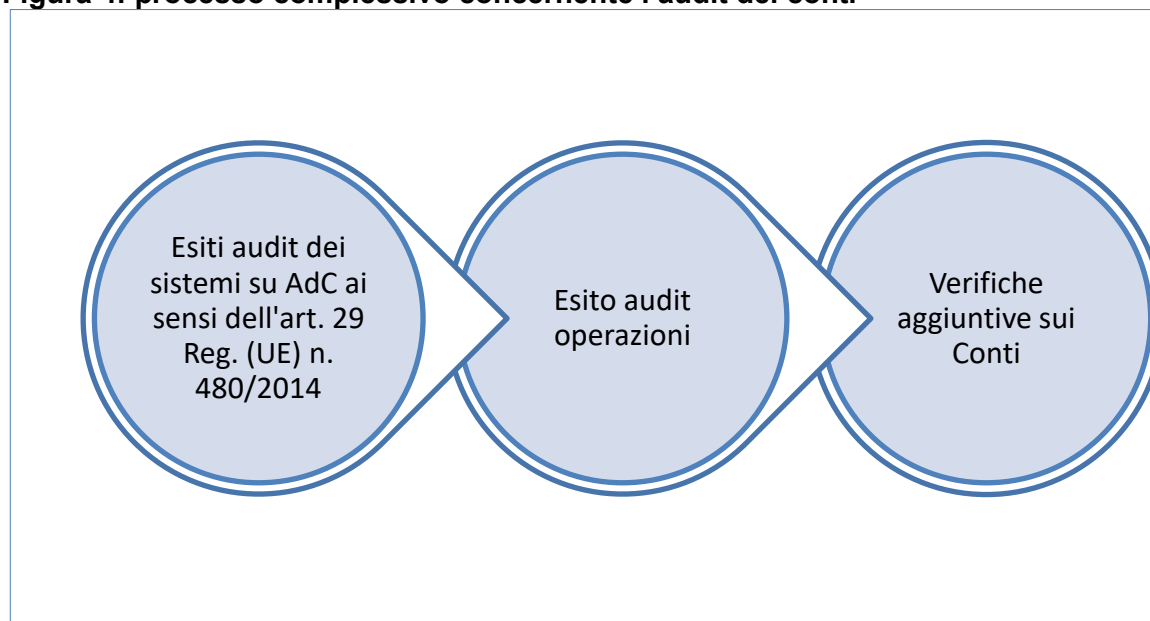 Esiti audit dei
sistemi su AdC ai
sensi dell'art. 29
Reg. (UE) n.
480/2014
Esito audit
operazioni
Verifiche
aggiuntive sui
Conti